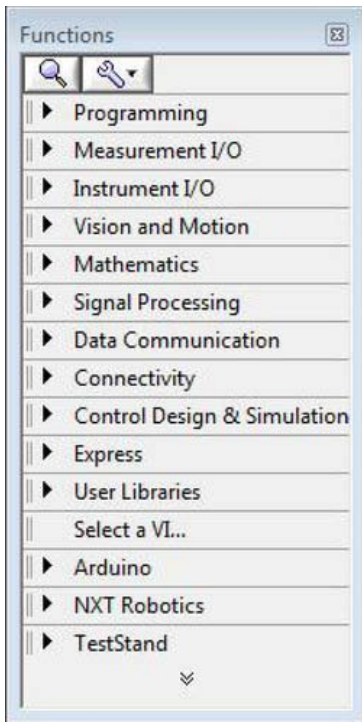 Functions
Programming
Measurement I/O
Instrument I/O
Vision and Motion
Mathematics
Signal Processing
Data Communication
Connectivity
Control Design & Simulation
Express
User Libraries
Select a VI...
Arduino
NXT Robotics
TestStand